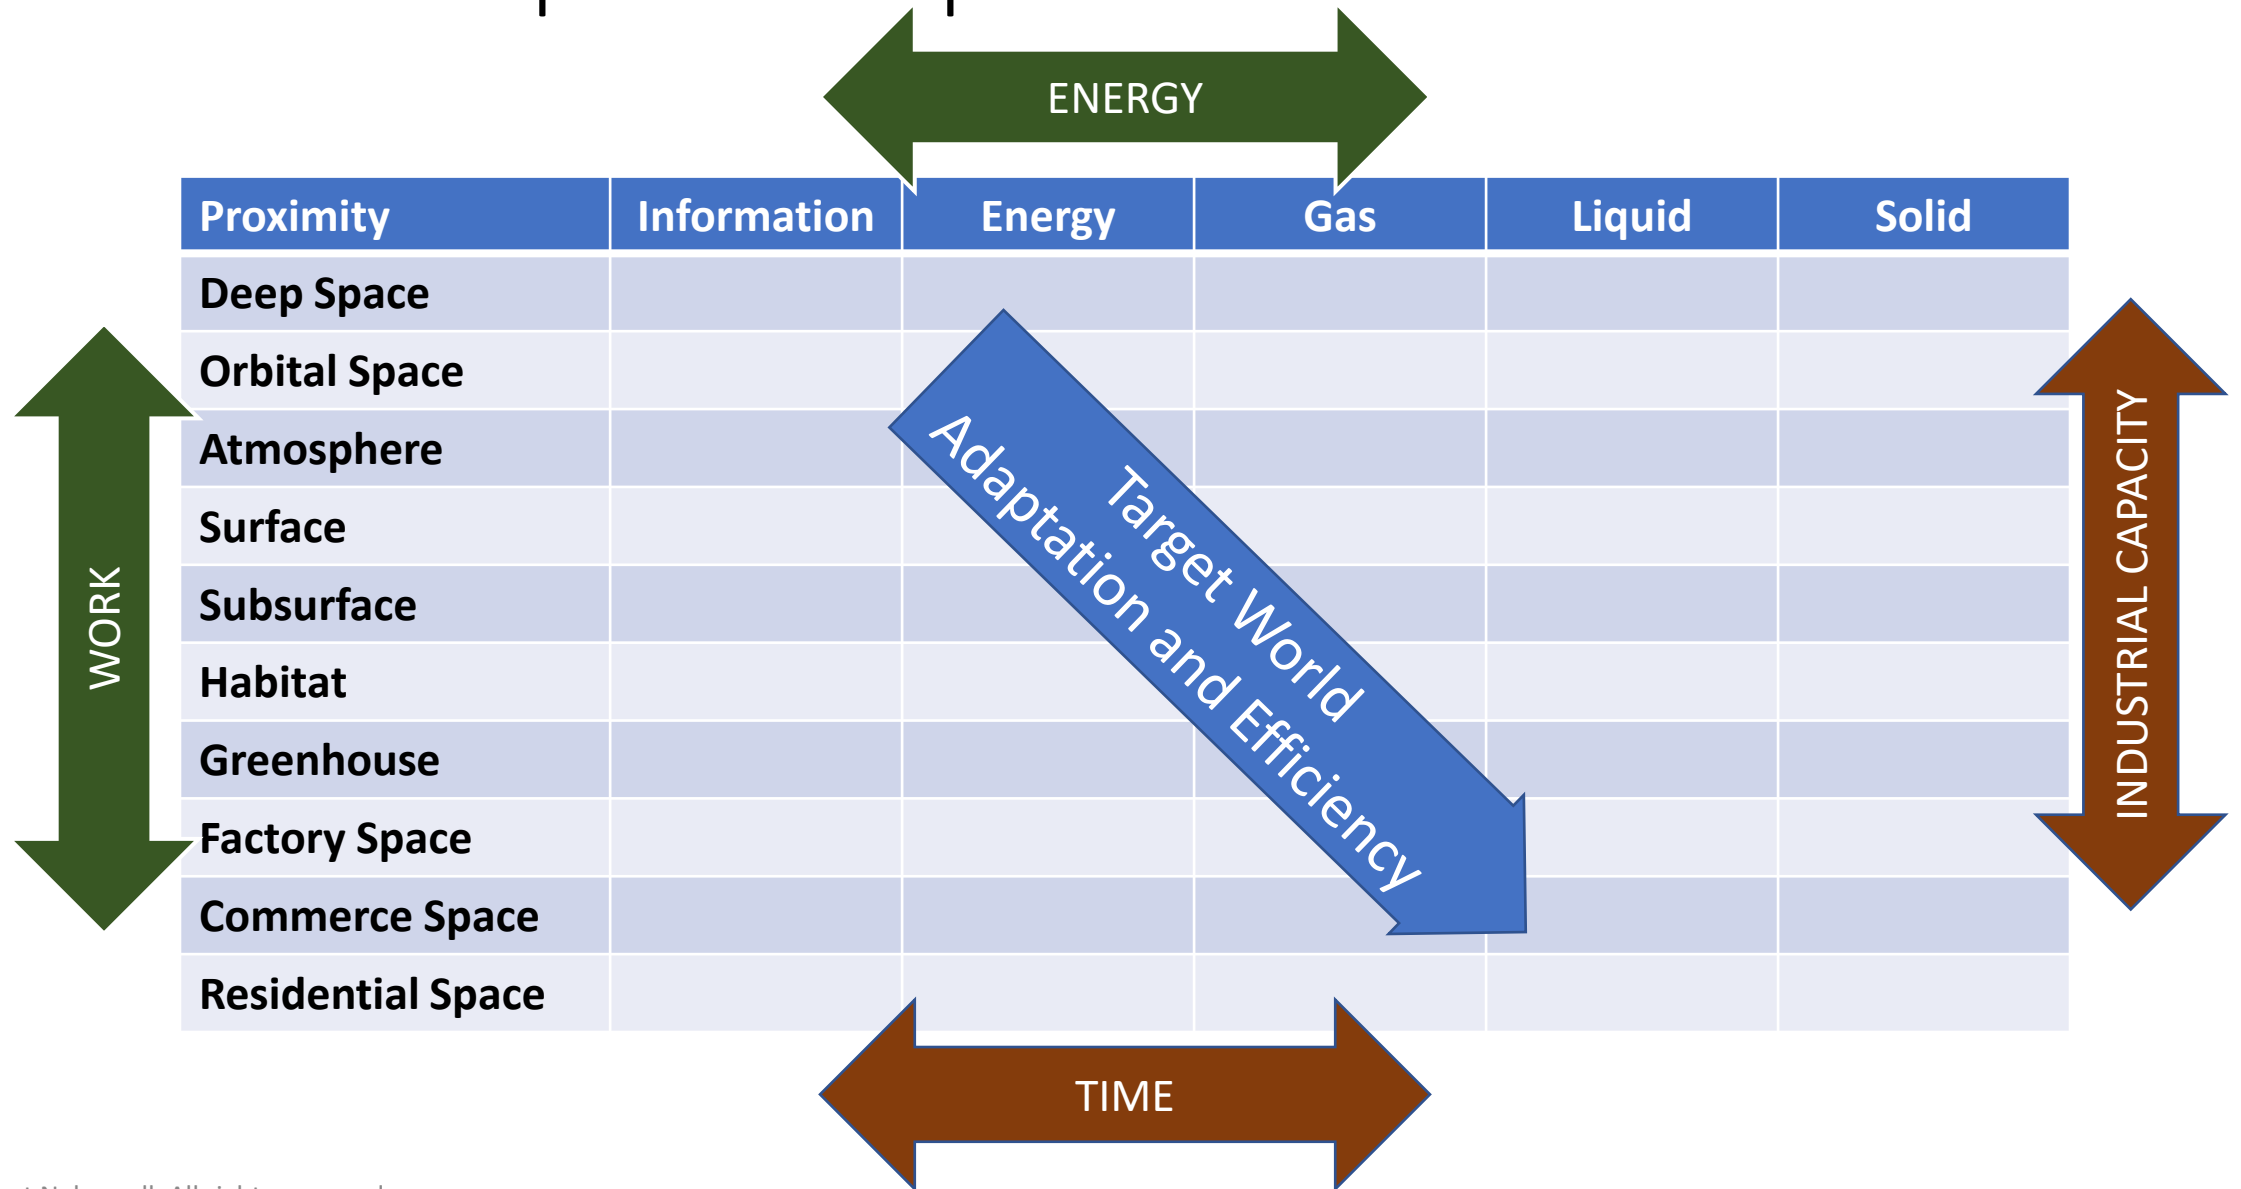 ENERGY
Proximity Information Energy Gas Liquid Solid
Deep Space
Orbital Space
Atmosphere
Surface
Subsurface
Habitat
Greenhouse
Factory Space
Commerce Space
Residential Space
WORK
Target World
Adaptation and Efficiency
INDUSTRIAL CAPACITY
TIME